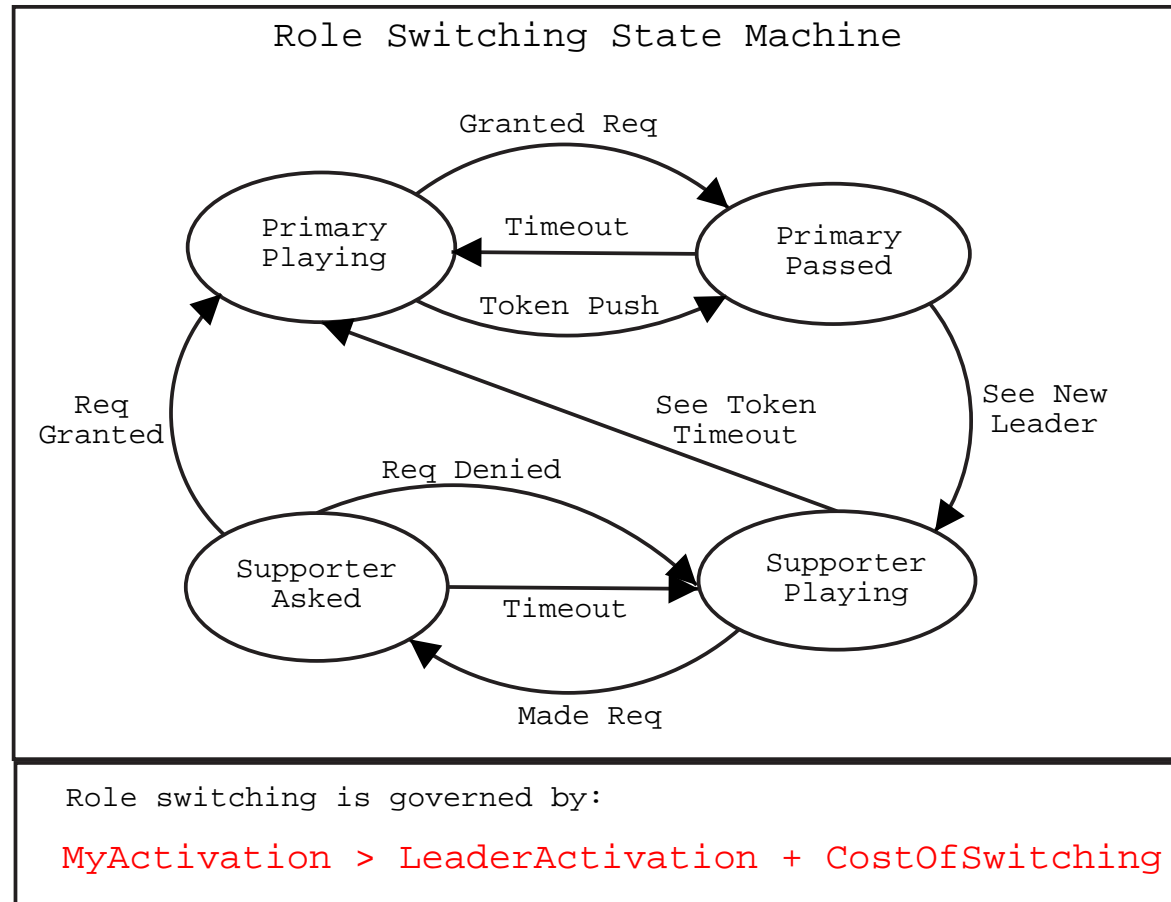 Role Switching State Machine
Granted Req
Primary
Playing
Timeout
Primary
Passed
Token Push
Req
Granted
See Token
Timeout
See New
Leader
Req Denied
Supporter
Asked
Timeout
Supporter
Playing
Made Req
Role switching is governed by:
MyActivation > LeaderActivation + CostOfSwitching